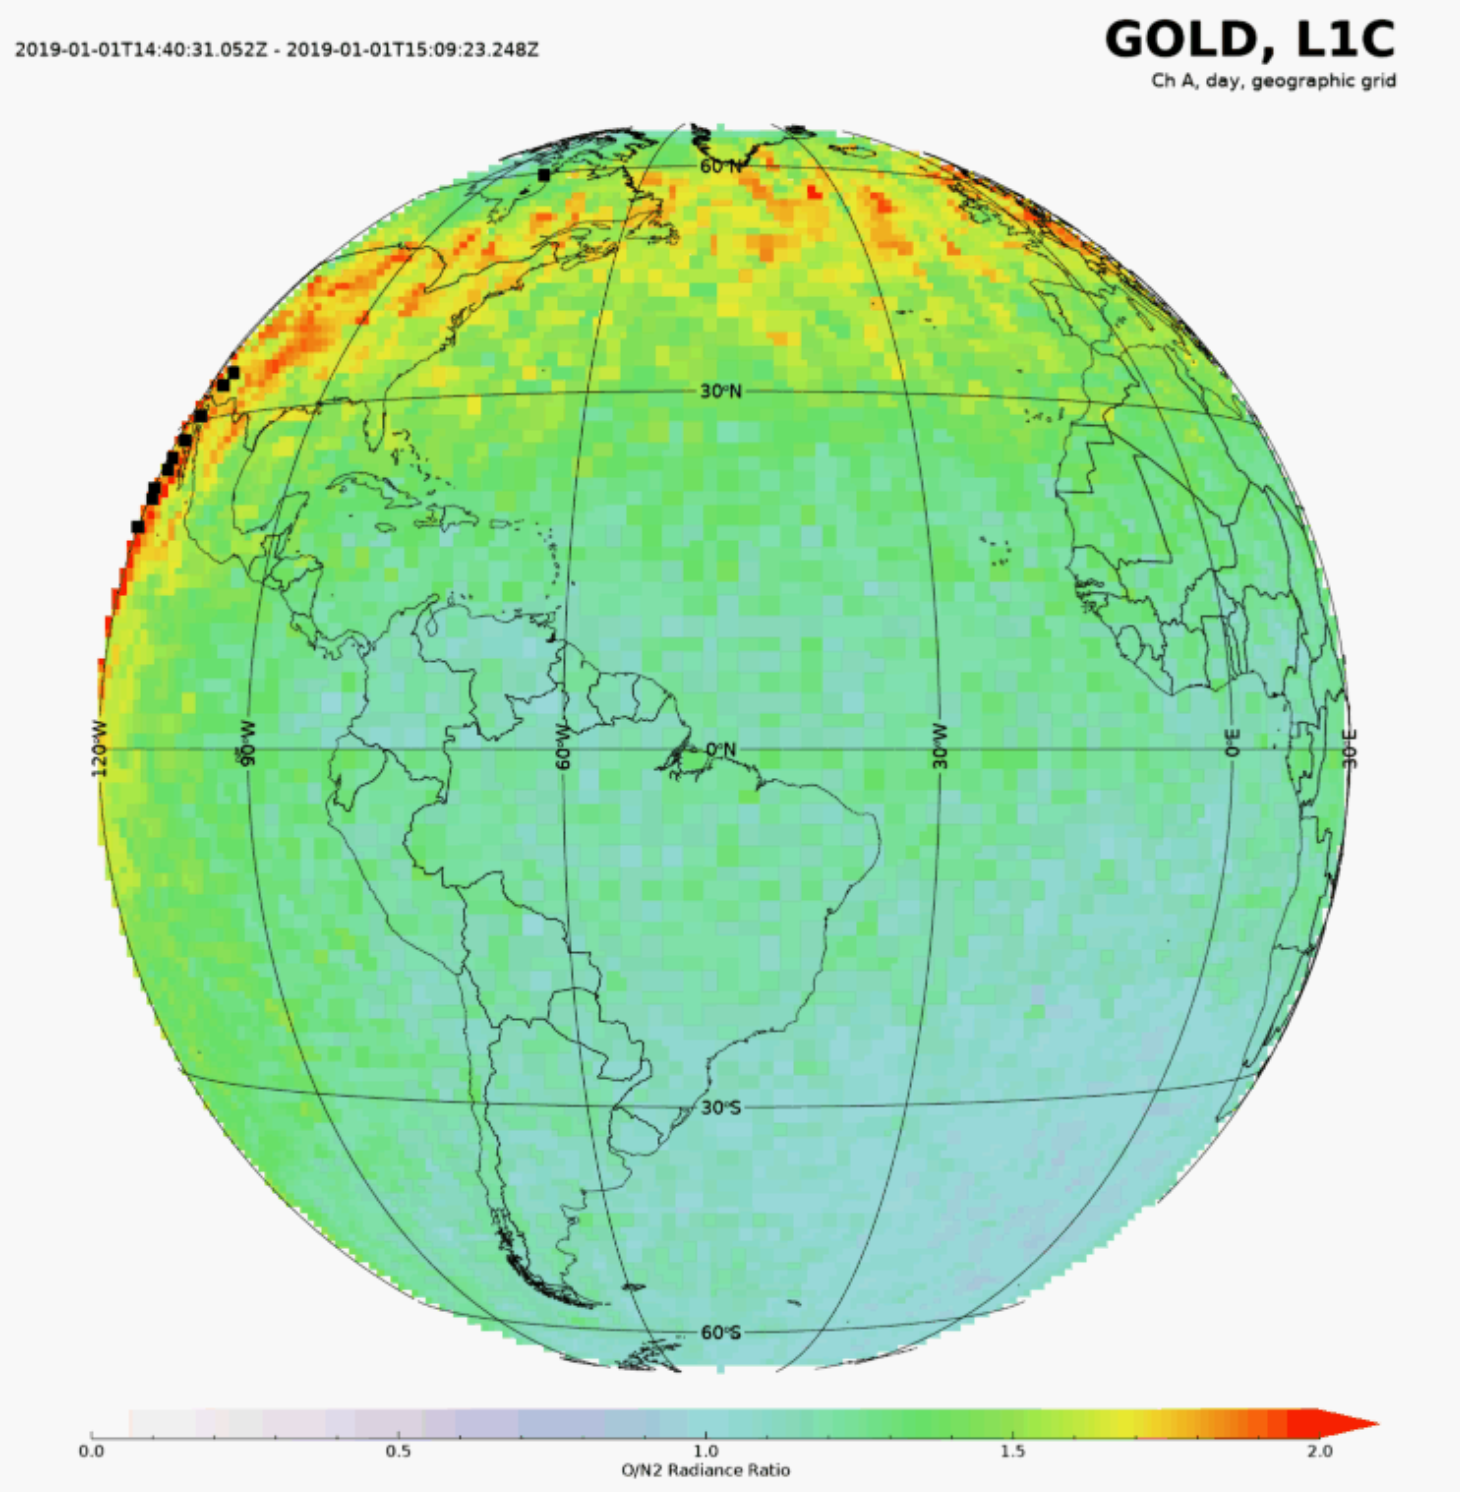 GOLD, L1C
2019-01-01T14:40:31.052Z - 2019-01-01T15:09:23.248Z
Ch A, day, geographic grid
60°N
30°N
120°W
90°W
60°W
0°N
30°W
0°E
30°E
30°S
60°S
0.0 0.5 1.0 1.5 2.0
O/N2 Radiance Ratio